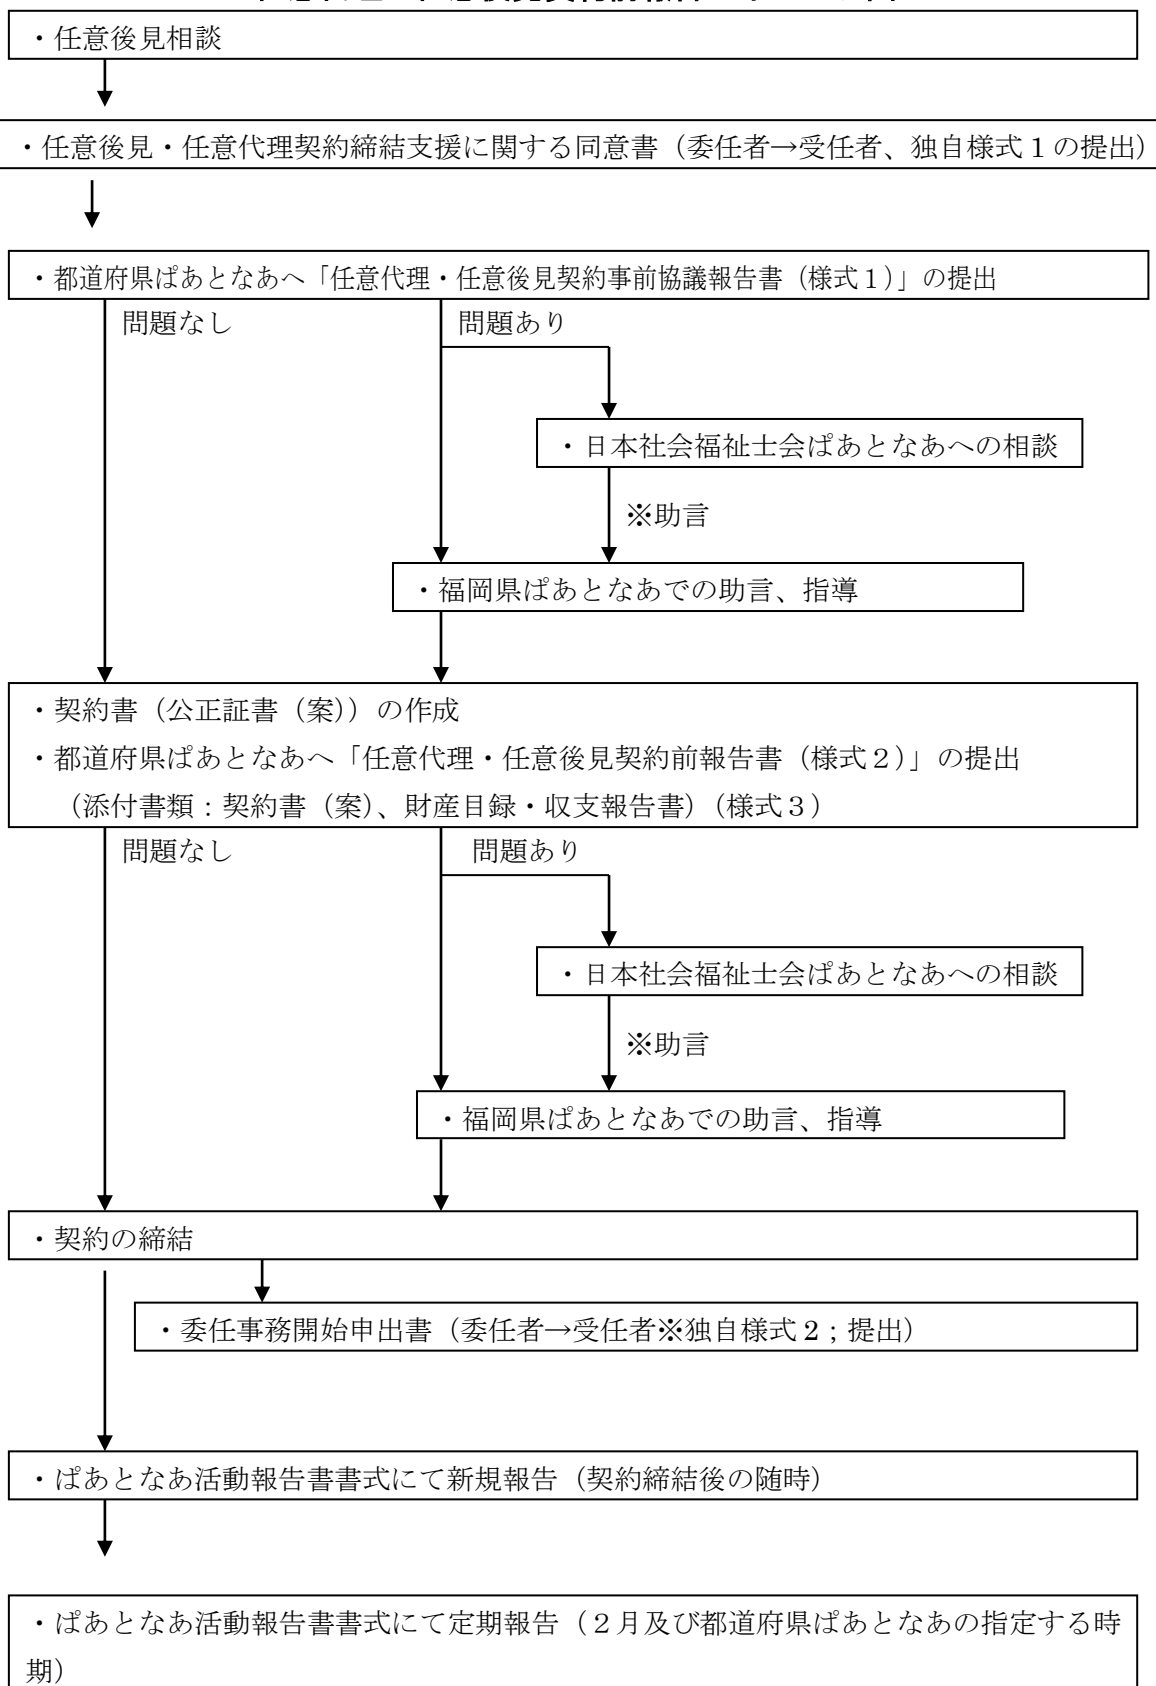 ・任意後見相談
・任意後見・任意代理契約締結支援に関する同意書（委任者→受任者、独自様式１の提出）
・都道府県ぱあとなあへ「任意代理・任意後見契約事前協議報告書（様式１）」の提出
問題なし　問題あり
・日本社会福祉士会ぱあとなあへの相談
※助言
・福岡県ぱあとなあでの助言、指導
・契約書（公正証書（案））の作成
・都道府県ぱあとなあへ「任意代理・任意後見契約前報告書（様式２）」の提出
（添付書類：契約書（案）、財産目録・収支報告書）（様式３）
問題なし　問題あり
・日本社会福祉士会ぱあとなあへの相談
※助言
・福岡県ぱあとなあでの助言、指導
・契約の締結
・委任事務開始申出書（委任者→受任者※独自様式２；提出）
・ぱあとなあ活動報告書書式にて新規報告（契約締結後の随時）
・ぱあとなあ活動報告書書式にて定期報告（２月及び都道府県ぱあとなあの指定する時
期）